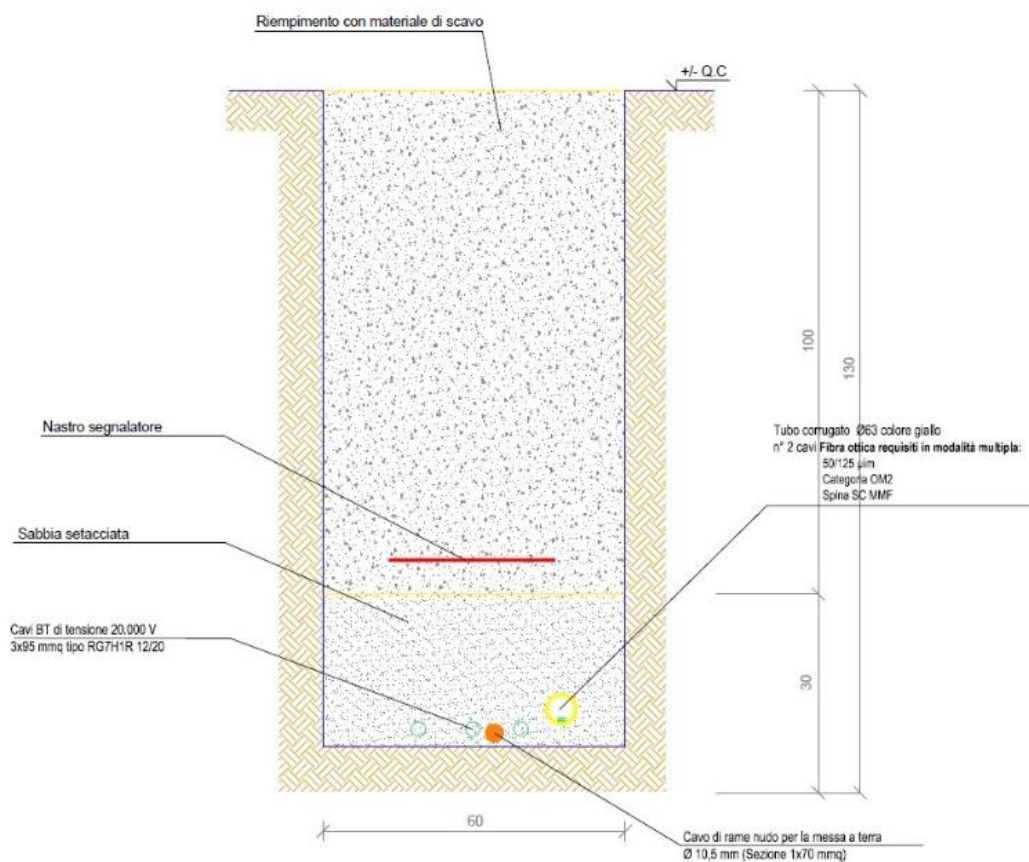 Riempimento con materiale di scavo
+/- Q.C
100
130
Nastro segnalatore
Tubo corrugato Ø63 colore giallo
n° 2 cavi Fibra ottica requisiti in modalità multipla:
50/125 µim
Categoria OM2
Spina SC MMF
Sabbia setacciata
Cavi BT di tensione 20.000 V
3x95 mmq tipo RG7H1R 12/20
30
60
Cavo di rame nudo per la messa a terra
Ø 10,5 mm (Sezione 1x70 mmq)